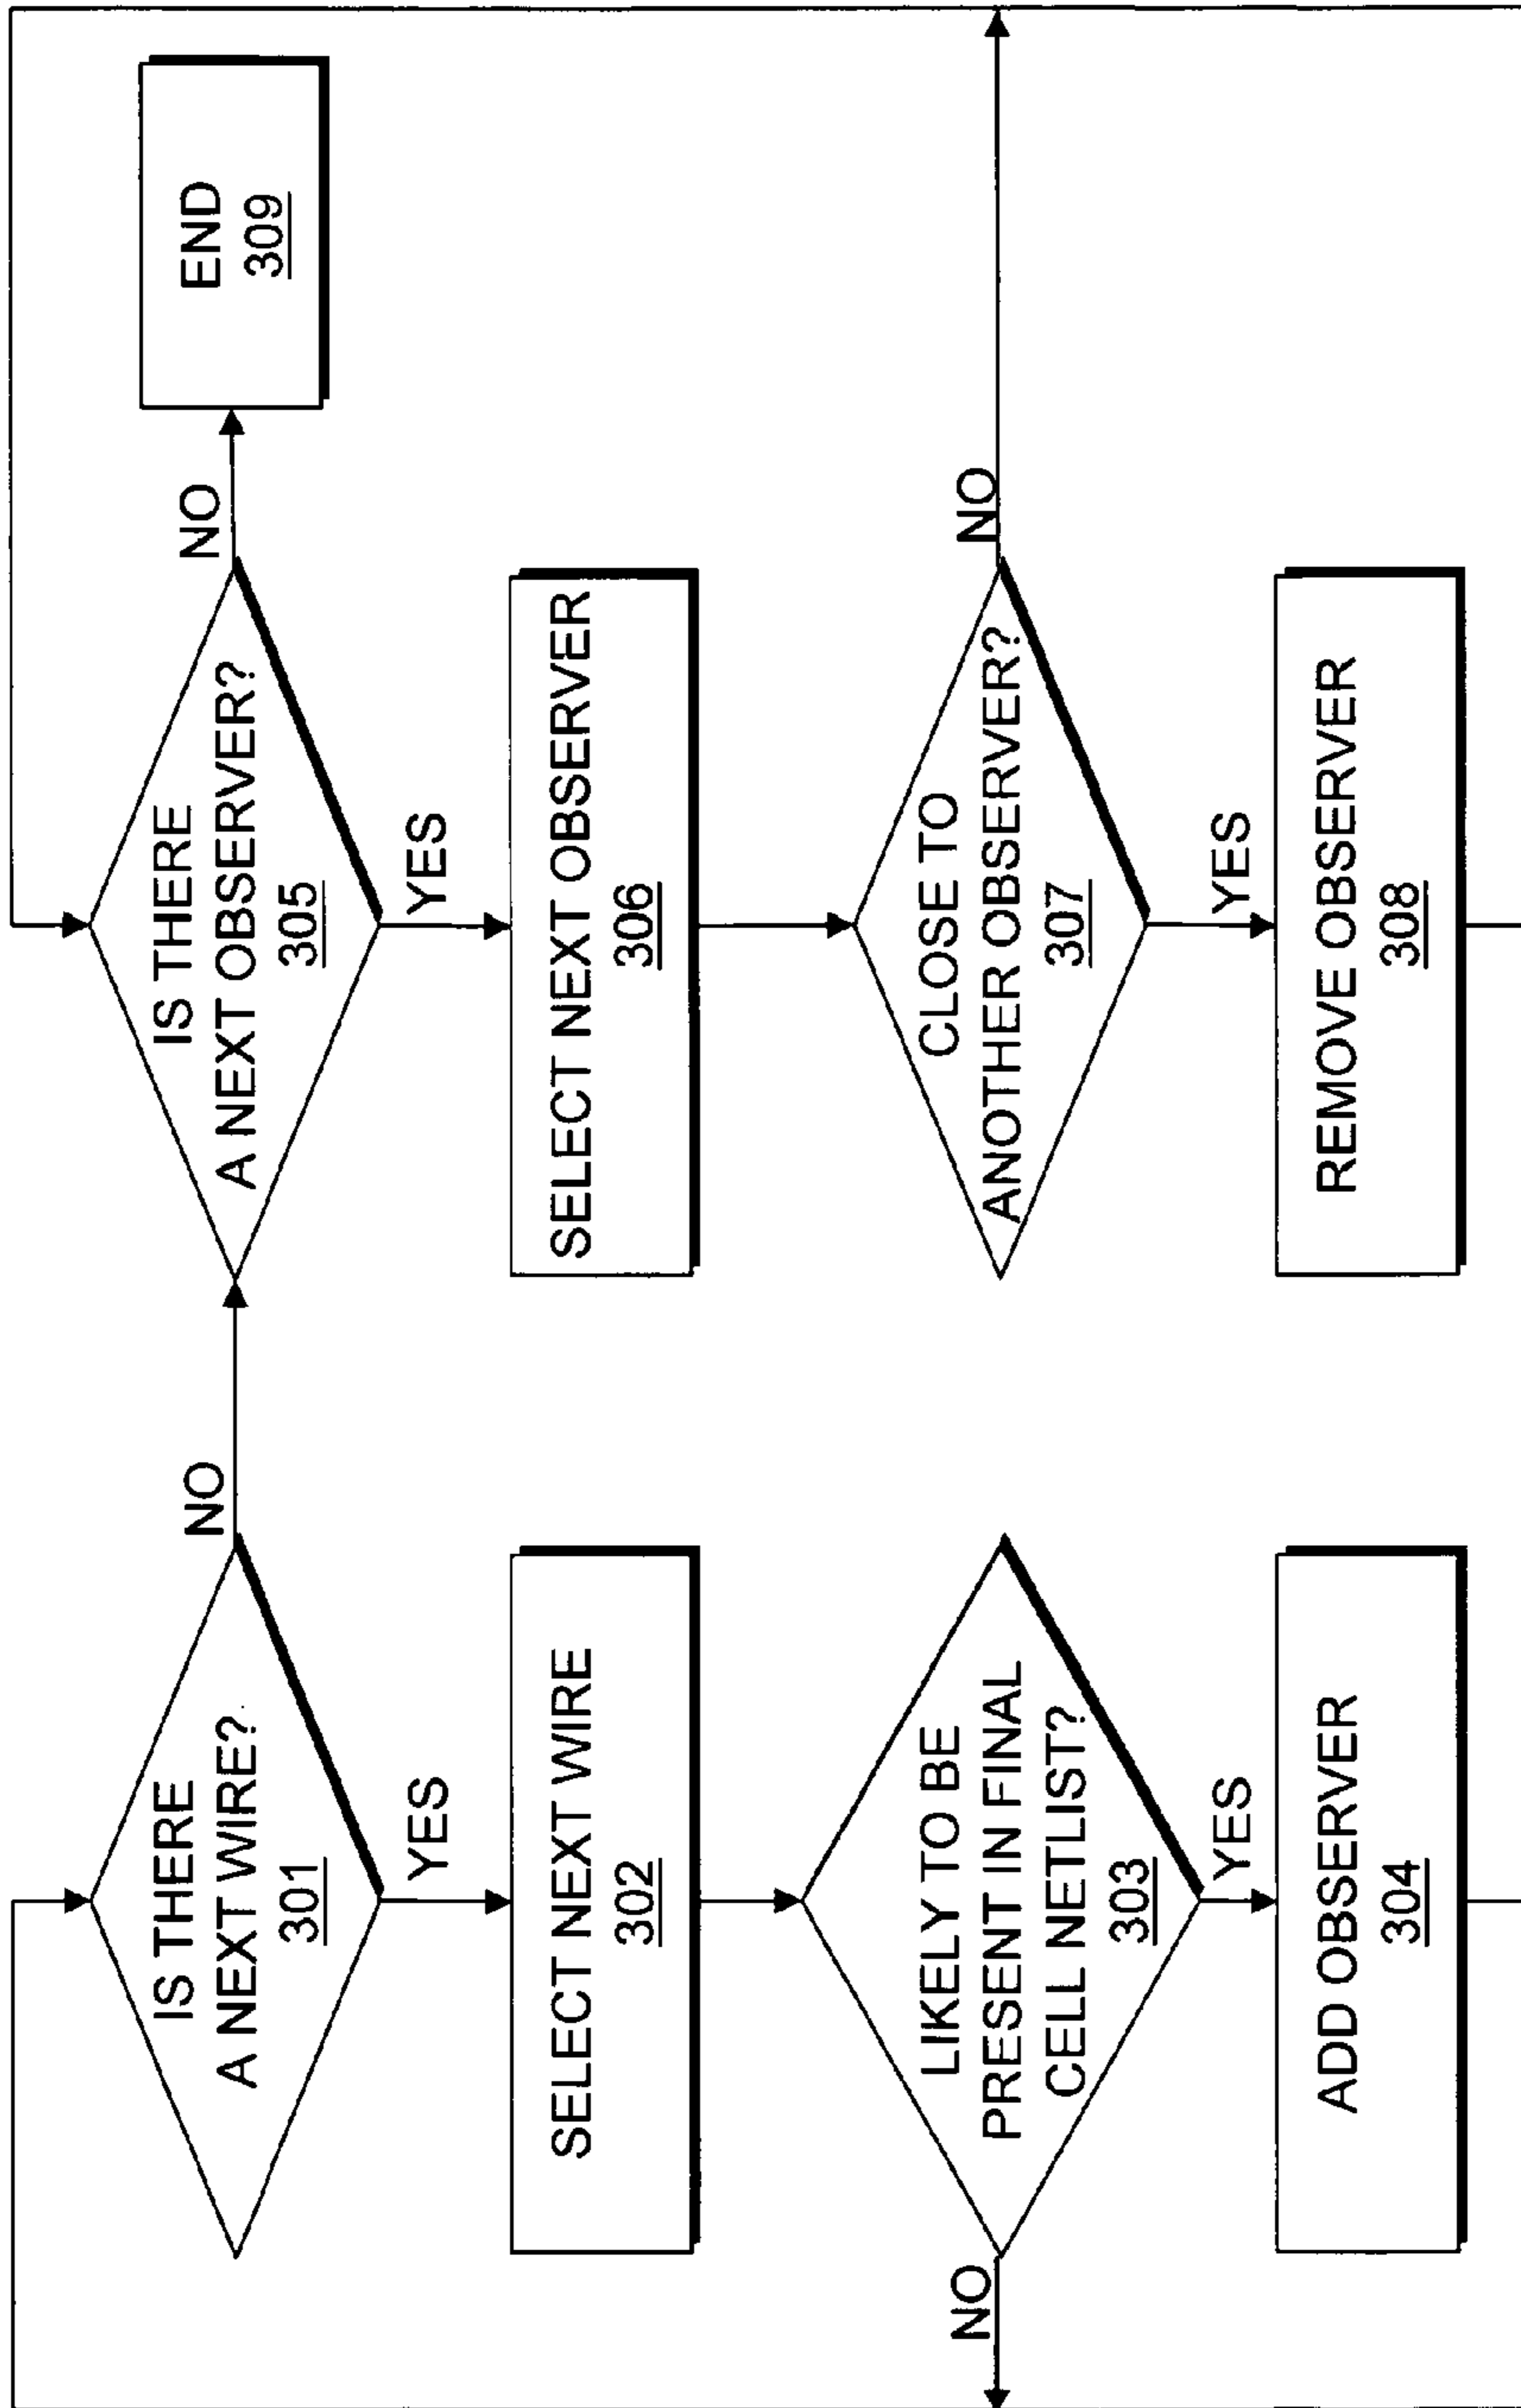 IS THERE
A NEXT WIRE?
301
NO
YES
SELECT NEXT WIRE
302
LIKELY TO BE
PRESENT IN FINAL
CELL NETLIST?
303
NO
YES
ADD OBSERVER
304
IS THERE
A NEXT OBSERVER?
305
NO
YES
END
309
SELECT NEXT OBSERVER
306
CLOSE TO
ANOTHER OBSERVER?
307
NO
YES
REMOVE OBSERVER
308